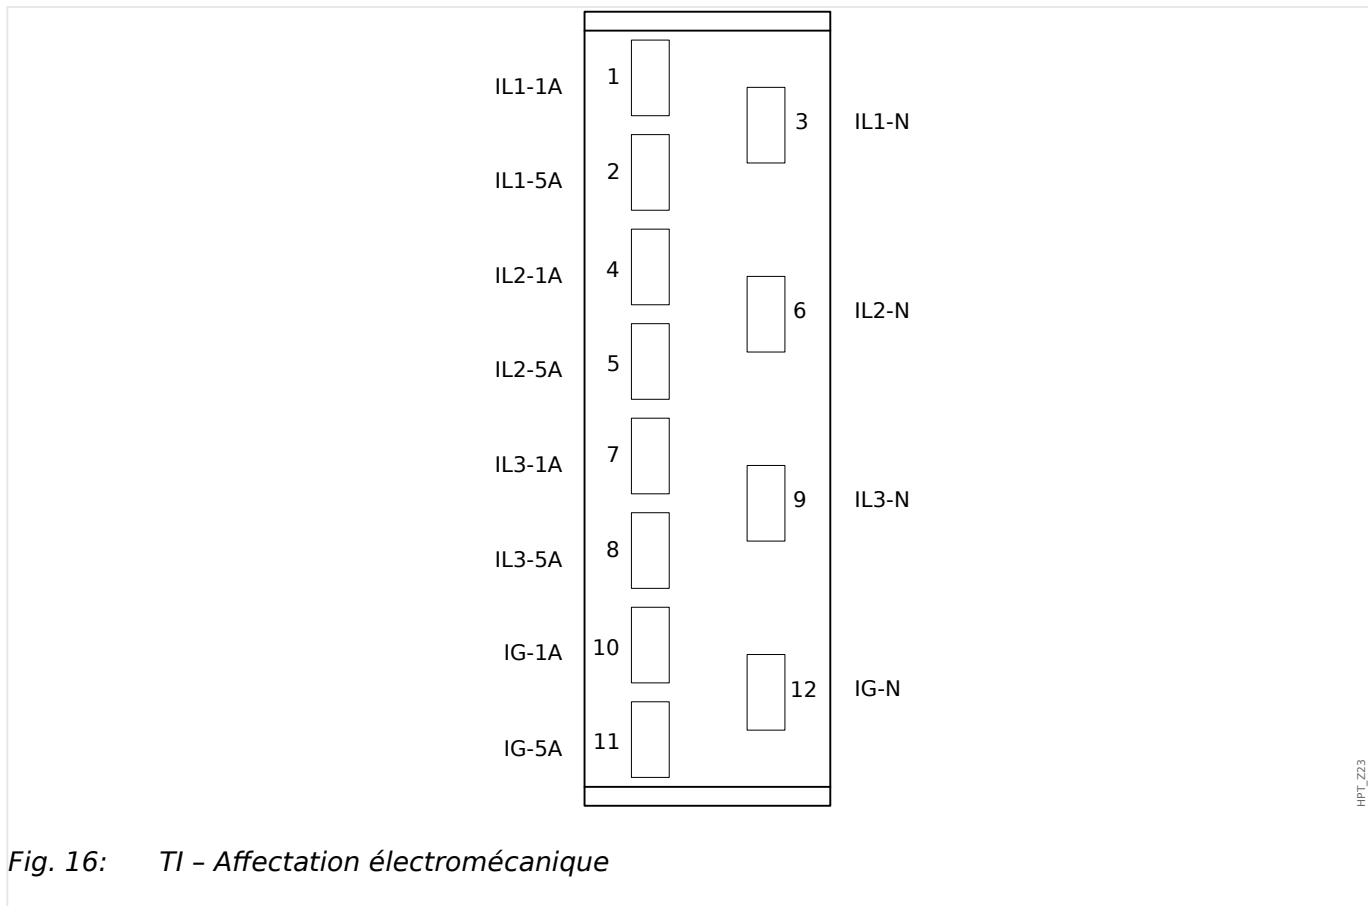 IL1-1A 1
3 IL1-N
IL1-5A 2
IL2-1A 4
6 IL2-N
IL2-5A 5
IL3-1A 7
9 IL3-N
IL3-5A 8
IG-1A 10
12 IG-N
IG-5A 11
HPT_Z23
Fig. 16: TI – Affectation électromécanique